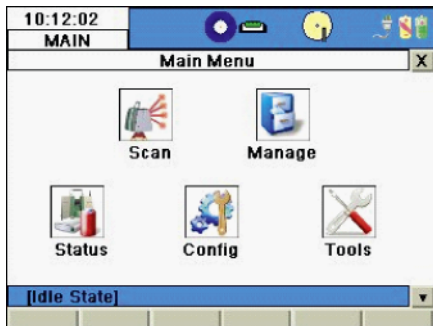 10:12:02
MAIN
Main Menu X
Scan Manage
Status Config Tools
[Idle State]